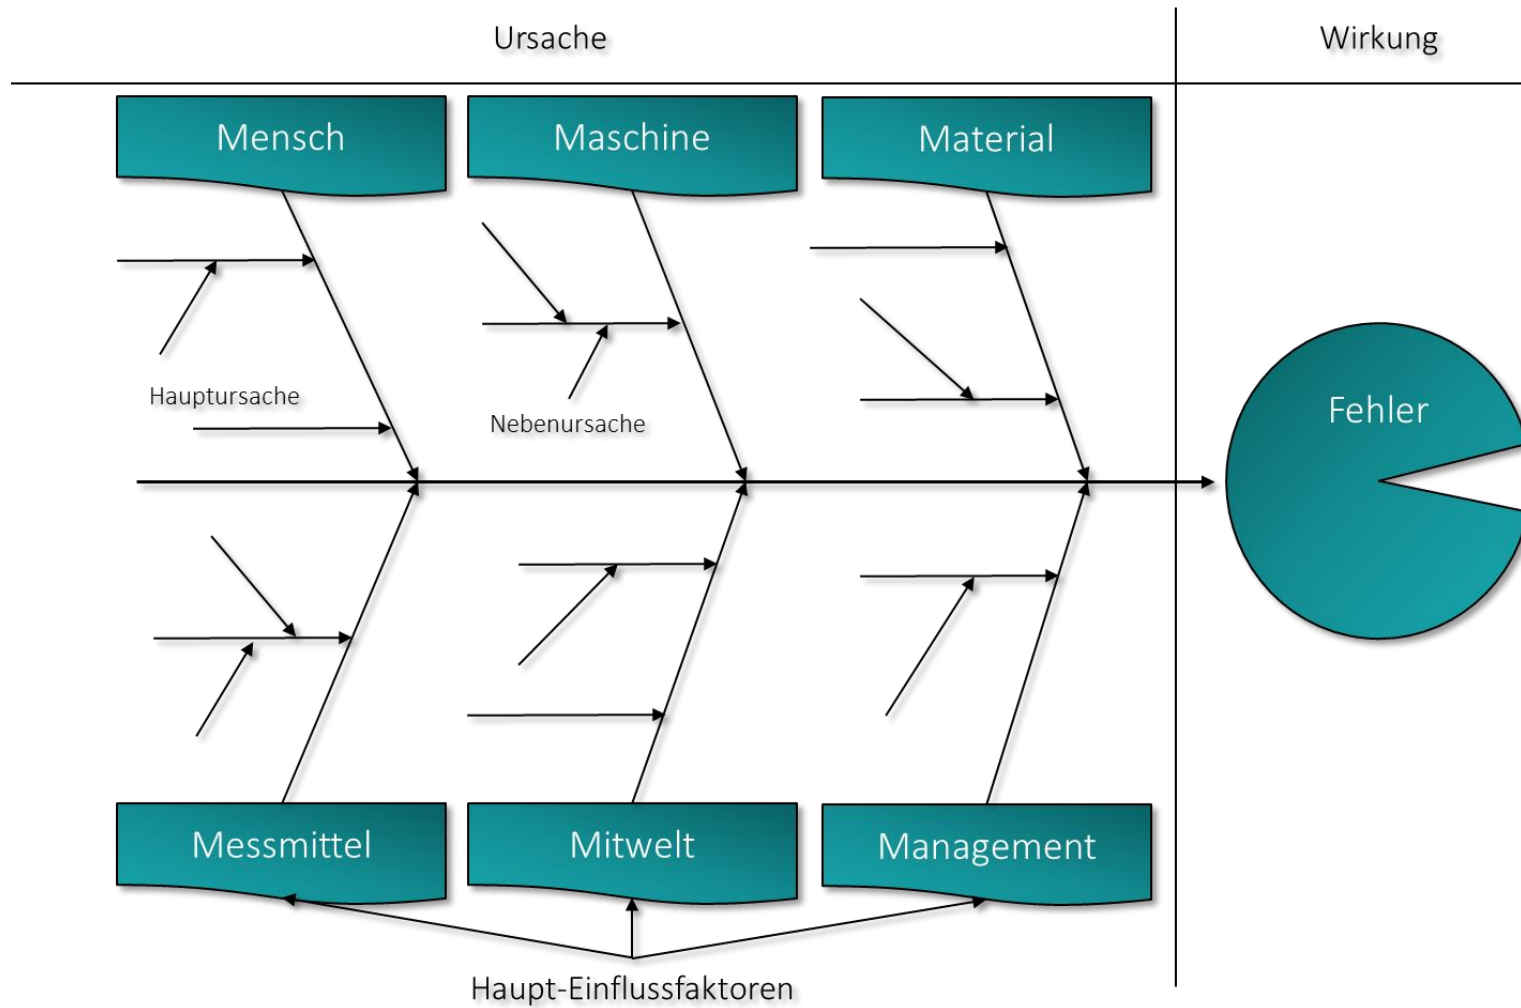 Ursache
Wirkung
Mensch
Maschine
Material
Hauptursache
Nebenursache
Fehler
Messmittel
Mitwelt
Management
Haupt-Einflussfaktoren